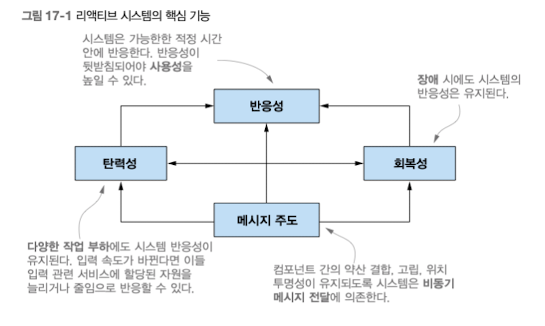 그림 17-1 리액티브 시스템의 핵심 기능
시스템은 가능한한 적정 시간
안에 반응한다. 반응성이
뒷받침되어야 사용성을
높일 수 있다.
장애 시에도 시스템의
반응성은 유지된다.
반응성
탄력성
회복성
메시지 주도
다양한 작업 부하에도 시스템 반응성이
유지된다. 입력 속도가 바뀐다면 이들
입력 관련 서비스에 할당된 자원을
늘리거나 줄임으로 반응할 수 있다.
컴포넌트 간의 약산 결합, 고립, 위치
투명성이 유지되도록 시스템은 비동기
메시지 전달에 의존한다.